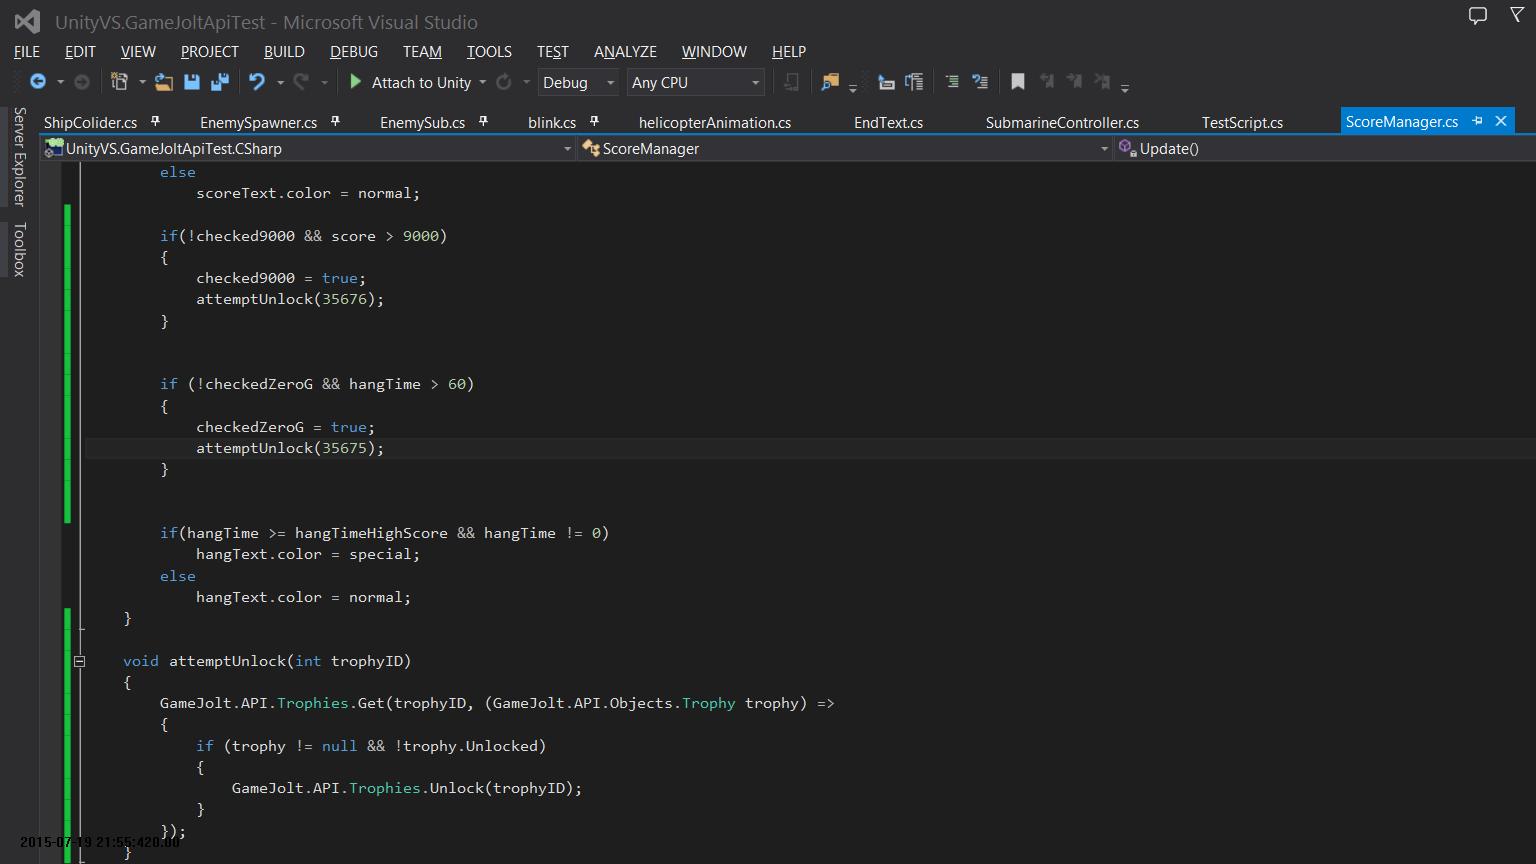 UnityVS.GameJoltApiTest - Microsoft Visual Studio
FILE EDIT VIEW PROJECT BUILD DEBUG TEAM TOOLS TEST ANALYZE WINDOW HELP
Attach to Unity Debug Any CPU
ShipColider.cs EnemySpawner.cs EnemySub.cs blink.cs helicopterAnimation.cs EndText.cs SubmarineController.cs TestScript.cs ScoreManager.cs
UnityVS.GameJoltApiTest.CSharp ScoreManager Update()
Server Explorer
Toolbox
else
scoreText.color = normal;
if(!checked9000 && score > 9000)
{
checked9000 = true;
attemptUnlock(35676);
}
if (!checkedZeroG && hangTime > 60)
{
checkedZeroG = true;
attemptUnlock(35675);
}
if(hangTime >= hangTimeHighScore && hangTime != 0)
hangText.color = special;
else
hangText.color = normal;
}
void attemptUnlock(int trophyID)
{
GameJolt.API.Trophies.Get(trophyID, (GameJolt.API.Objects.Trophy trophy) =>
{
if (trophy != null && !trophy.Unlocked)
{
GameJolt.API.Trophies.Unlock(trophyID);
}
});
2015-07-19 21:55:420.00
}